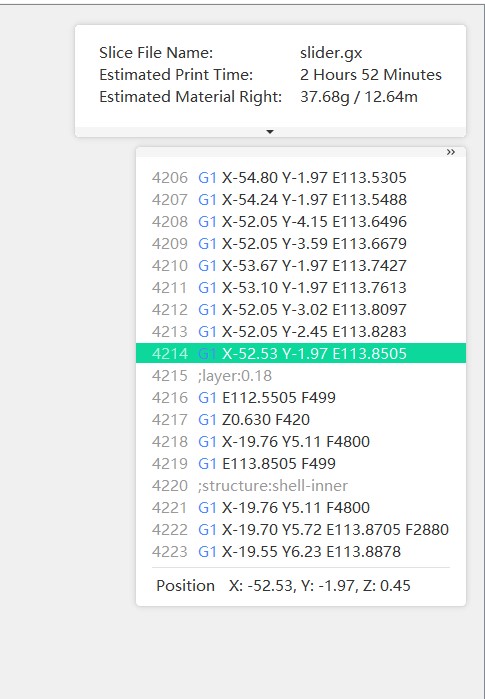 Slice File Name: slider.gx
Estimated Print Time: 2 Hours 52 Minutes
Estimated Material Right: 37.68g / 12.64m
»
4206 G1 X-54.80 Y-1.97 E113.5305
4207 G1 X-54.24 Y-1.97 E113.5488
4208 G1 X-52.05 Y-4.15 E113.6496
4209 G1 X-52.05 Y-3.59 E113.6679
4210 G1 X-53.67 Y-1.97 E113.7427
4211 G1 X-53.10 Y-1.97 E113.7613
4212 G1 X-52.05 Y-3.02 E113.8097
4213 G1 X-52.05 Y-2.45 E113.8283
4214 G1 X-52.53 Y-1.97 E113.8505
4215 ;layer:0.18
4216 G1 E112.5505 F499
4217 G1 Z0.630 F420
4218 G1 X-19.76 Y5.11 F4800
4219 G1 E113.8505 F499
4220 ;structure:shell-inner
4221 G1 X-19.76 Y5.11 F4800
4222 G1 X-19.70 Y5.72 E113.8705 F2880
4223 G1 X-19.55 Y6.23 E113.8878
Position X: -52.53, Y: -1.97, Z: 0.45